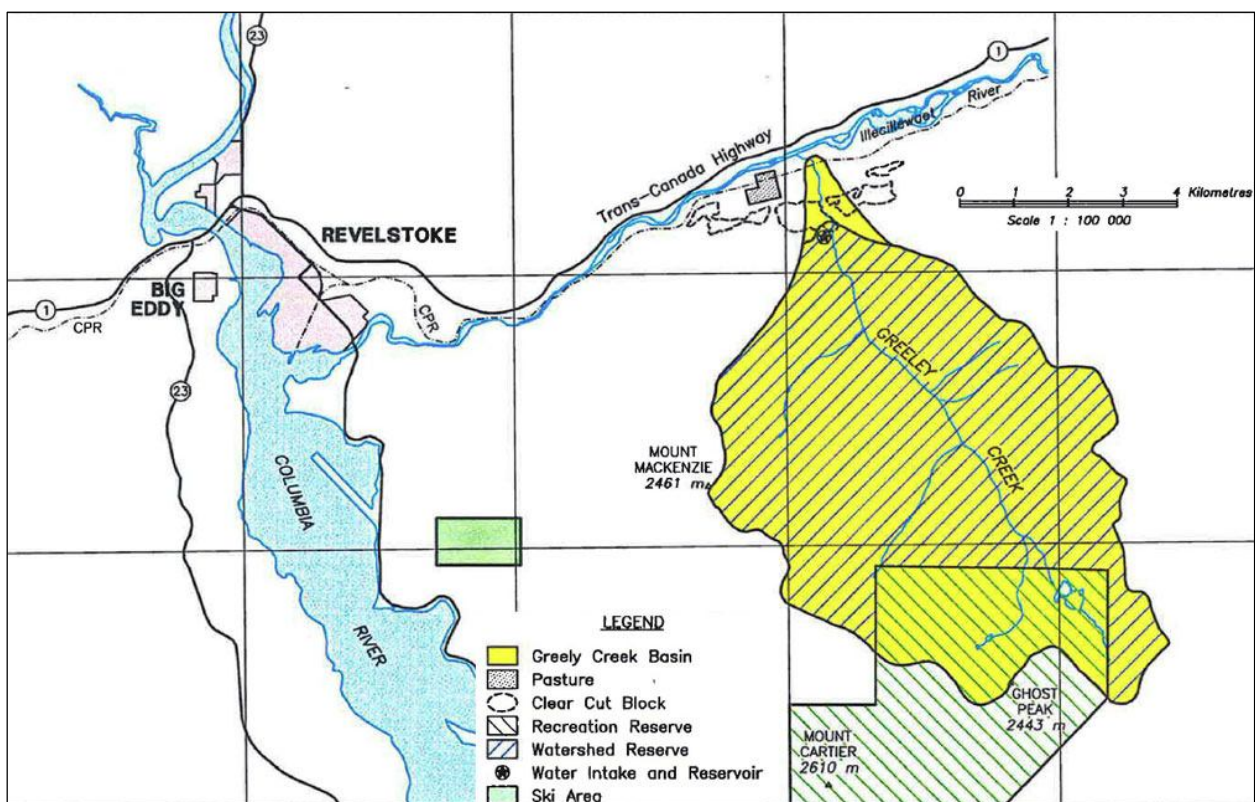 23
1
Trans-Canada Highway
Illecillewaet River
0 1 2 3 4 Kilometres
Scale 1 : 100 000
REVELSTOKE
BIG
EDDY
1
CPR
CPR
23
GREELEY
CREEK
MOUNT
MACKENZIE
2461 m
COLUMBIA
RIVER
LEGEND
Greely Creek Basin
Pasture
Clear Cut Block
Recreation Reserve
Watershed Reserve
Water Intake and Reservoir
Ski Area
GHOST
PEAK
2443 m
MOUNT
CARTIER
2610 m